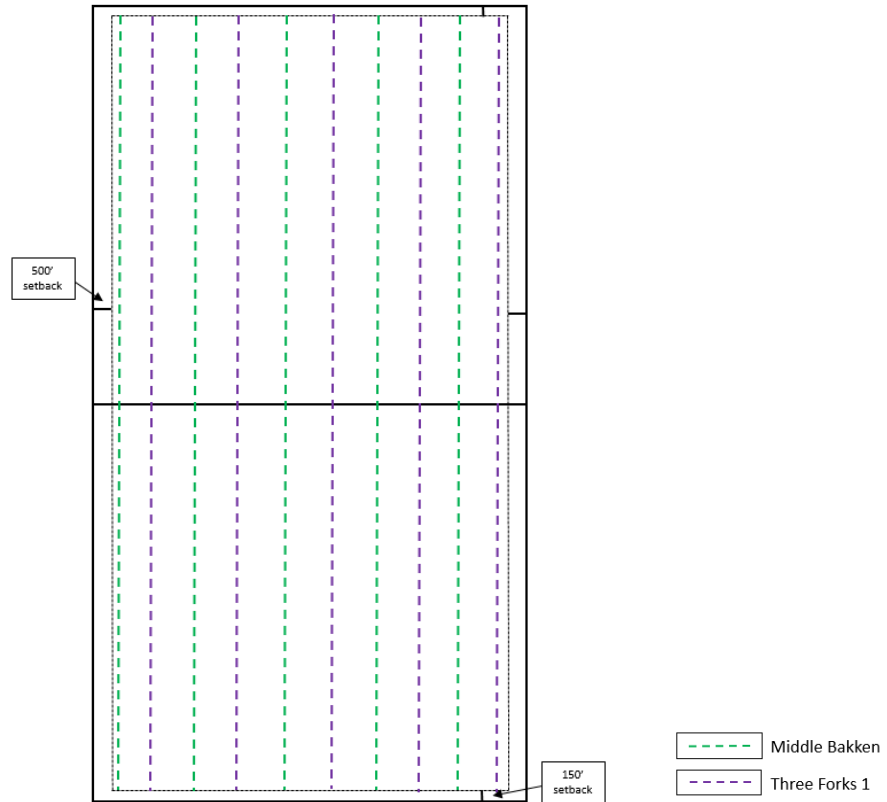 500'
setback
150'
setback
Middle Bakken
Three Forks 1